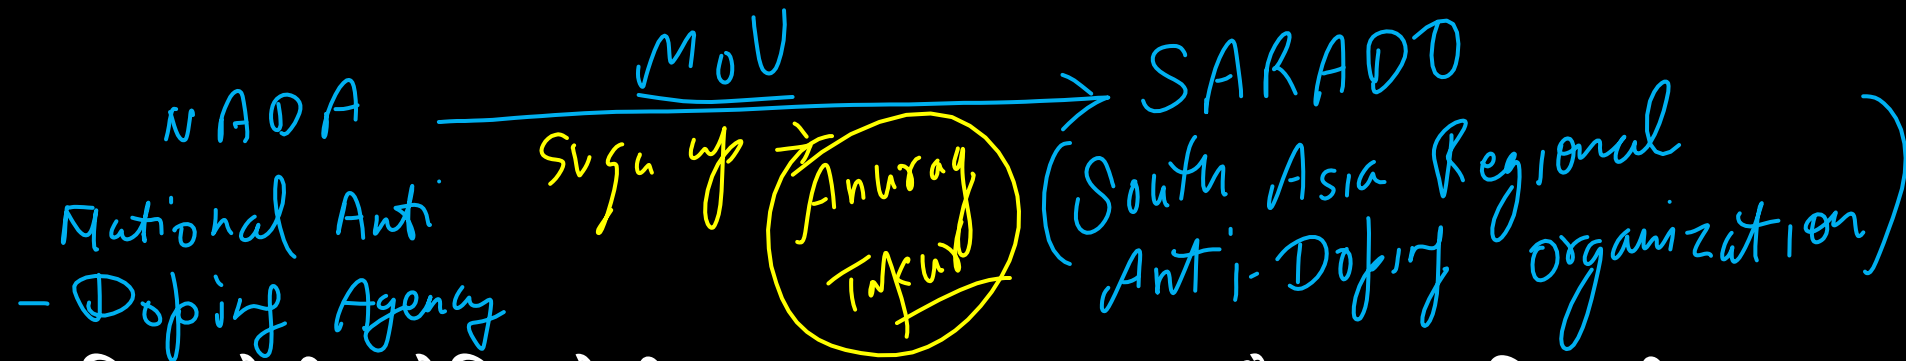 MoU
NADA
SARADO
Sign up
Anurag
Takur
National Anti
- Doping Agency
(South Asia Regional
Anti-Doping organization)